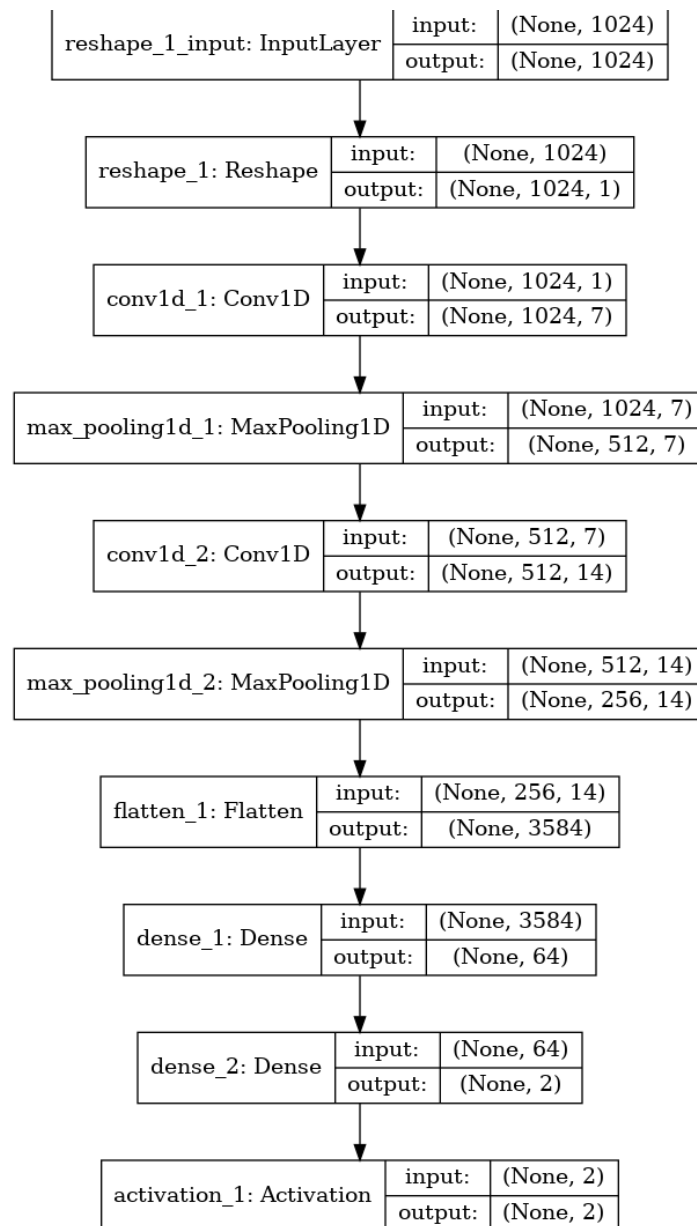 reshape_1_input: InputLayer
input: (None, 1024)
output: (None, 1024)
reshape_1: Reshape
input: (None, 1024)
output: (None, 1024, 1)
conv1d_1: Conv1D
input: (None, 1024, 1)
output: (None, 1024, 7)
max_pooling1d_1: MaxPooling1D
input: (None, 1024, 7)
output: (None, 512, 7)
conv1d_2: Conv1D
input: (None, 512, 7)
output: (None, 512, 14)
max_pooling1d_2: MaxPooling1D
input: (None, 512, 14)
output: (None, 256, 14)
flatten_1: Flatten
input: (None, 256, 14)
output: (None, 3584)
dense_1: Dense
input: (None, 3584)
output: (None, 64)
dense_2: Dense
input: (None, 64)
output: (None, 2)
activation_1: Activation
input: (None, 2)
output: (None, 2)